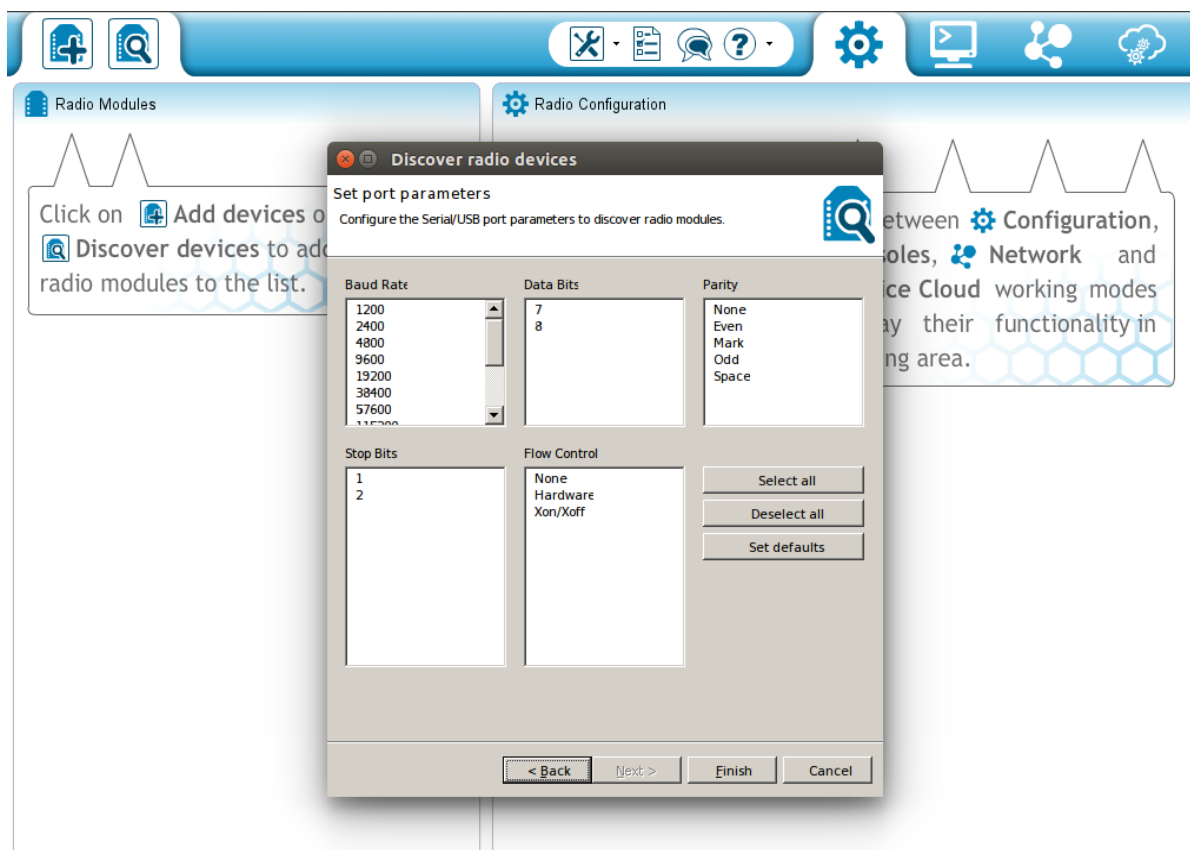 Radio Modules
Radio Configuration
Click on Add devices o
Discover devices to add
radio modules to the list.
etween Configuration,
oles, Network and
ice Cloud working modes
ay their functionality in
ng area.
Discover radio devices
Set port parameters
Configure the Serial/USB port parameters to discover radio modules.
Baud Rate
1200
2400
4800
9600
19200
38400
57600
Data Bits
7
8
Parity
None
Even
Mark
Odd
Space
Stop Bits
1
2
Flow Control
None
Hardware
Xon/Xoff
Select all
Deselect all
Set defaults
< Back
Next >
Finish
Cancel